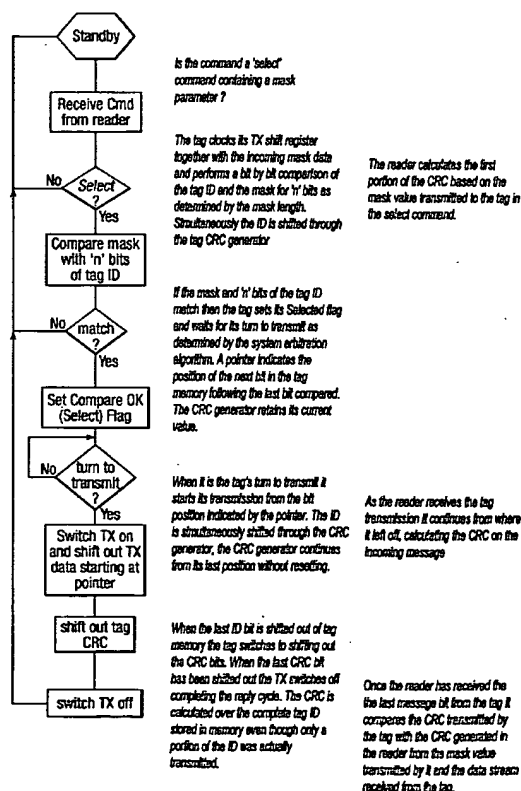 Standby
Receive Cmd
from reader
No
Select
?
Yes
Compare mask
with 'n' bits
of tag ID
No
match
?
Yes
Set Compare OK
(Select) Flag
No
turn to
transmit
?
Yes
Switch TX on
and shift out TX
data starting at
pointer
shift out tag
CRC
switch TX off
Is the command a 'select'
command containing a mask
parameter ?
The tag clocks its TX shift register
together with the incoming mask data
and performs a bit by bit comparison of
the tag ID and the mask for 'n' bits as
determined by the mask length.
Simultaneously the ID is shifted through
the tag CRC generator
If the mask and 'n' bits of the tag ID
match then the tag sets its Selected flag
and waits for its turn to transmit as
determined by the system arbitration
algorithm. A pointer indicates the
position of the next bit in the tag
memory following the last bit compared.
The CRC generator retains its current
value.
When it is the tag's turn to transmit it
starts its transmission from the bit
position indicated by the pointer. The ID
is simultaneously shifted through the CRC
generator, the CRC generator continues
from its last position without resetting.
When the last ID bit is shifted out of tag
memory the tag switches to shifting out
the CRC bits. When the last CRC bit
has been shifted out the TX switches off
completing the reply cycle. The CRC is
calculated over the complete tag ID
stored in memory even though only a
portion of the ID was actually
transmitted.
The reader calculates the first
portion of the CRC based on the
mask value transmitted to the tag in
the select command.
As the reader receives the tag
transmission it continues from where
it left off, calculating the CRC on the
incoming message
Once the reader has received the
the last message bit from the tag it
compares the CRC transmitted by
the tag with the CRC generated in
the reader from the mask value
transmitted by it and the data stream
received from the tag.